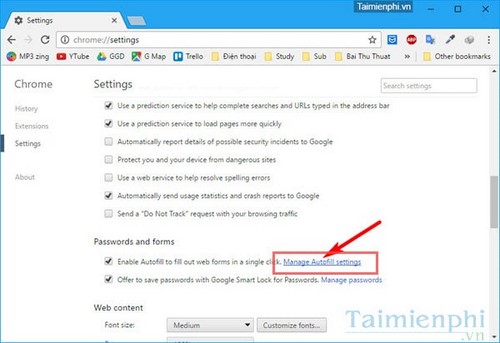 Taimienphi.vn
Settings
chrome://settings
MP3 zing YTube GGD GMap Trello Điện thoai Study Sub Bai Thu Thuat Other bookmarks
Chrome
Settings
Search settings
History
Extensions
Settings
About
Use a prediction service to help complete searches and URLs typed in the address bar
Use a prediction service to load pages more quickly
Automatically report details of possible security incidents to Google
Protect you and your device from dangerous sites
Use a web service to help resolve spelling errors
Automatically send usage statistics and crash reports to Google
Send a "Do Not Track" request with your browsing traffic
Passwords and forms
Enable Autofill to fill out web forms in a single click. Manage Autofill settings
Offer to save passwords with Google Smart Lock for Passwords. Manage passwords
Web content
Font size: Medium Customize fonts...
Taimienphi
.vn